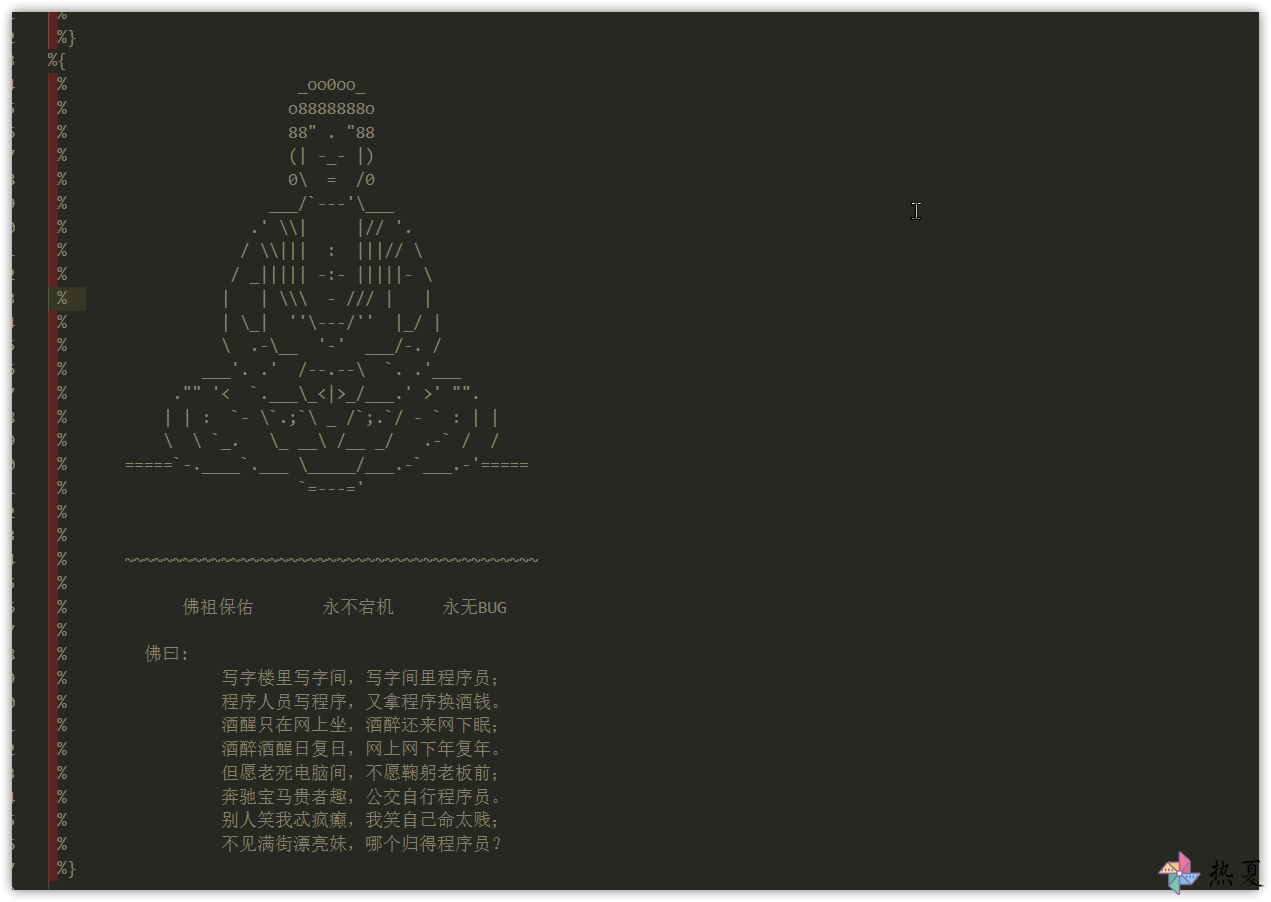 %
%}
%{
% _oo0oo_
% o8888888o
% 88" . "88
% (| -_- |)
% 0\  =  /0
% ___/`---'\___
% .' \\|     |// '.
% / \\|||  :  |||// \
% / _||||| -:- |||||- \
% |   | \\\  - /// |   |
% | \_|  ''\---/''  |_/ |
% \  .-\__  '-'  ___/-. /
% ___'. .'  /--.--\  `. .'___
% ."" '<  `.___\_<|>_/___.' >' "".
% | | :  `- \`.;`\ _ /`;.`/ - ` : | |
% \  \ `_.   \_ __\ /__ _/   .-` /  /
% =====`-.____`.___ \_____/___.-`___.-'=====
% `=---='
%
%
% ~~~~~~~~~~~~~~~~~~~~~~~~~~~~~~~~~~~~~~~~~~~
%
% 佛祖保佑 永不宕机 永无BUG
%
% 佛曰:
% 写字楼里写字间，写字间里程序员；
% 程序人员写程序，又拿程序换酒钱。
% 酒醒只在网上坐，酒醉还来网下眠；
% 酒醉酒醒日复日，网上网下年复年。
% 但愿老死电脑间，不愿鞠躬老板前；
% 奔驰宝马贵者趣，公交自行程序员。
% 别人笑我忒疯癫，我笑自己命太贱；
% 不见满街漂亮妹，哪个归得程序员？
%}
热夏